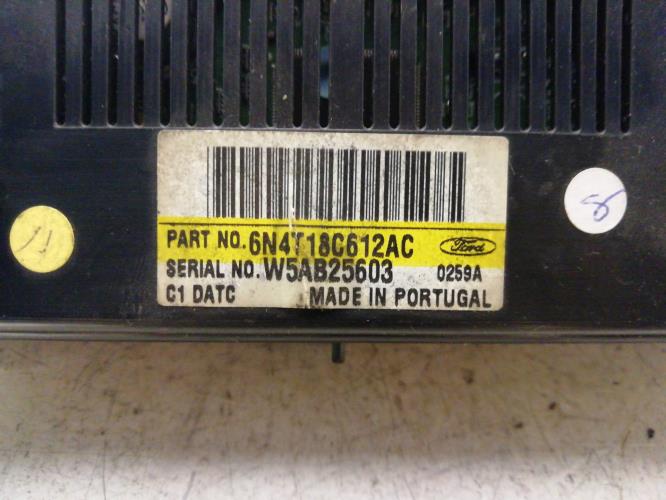 PART NO. 6N4T18C612AC Ford
SERIAL NO. W5AB25603 0259A
C1 DATC MADE IN PORTUGAL
11
8